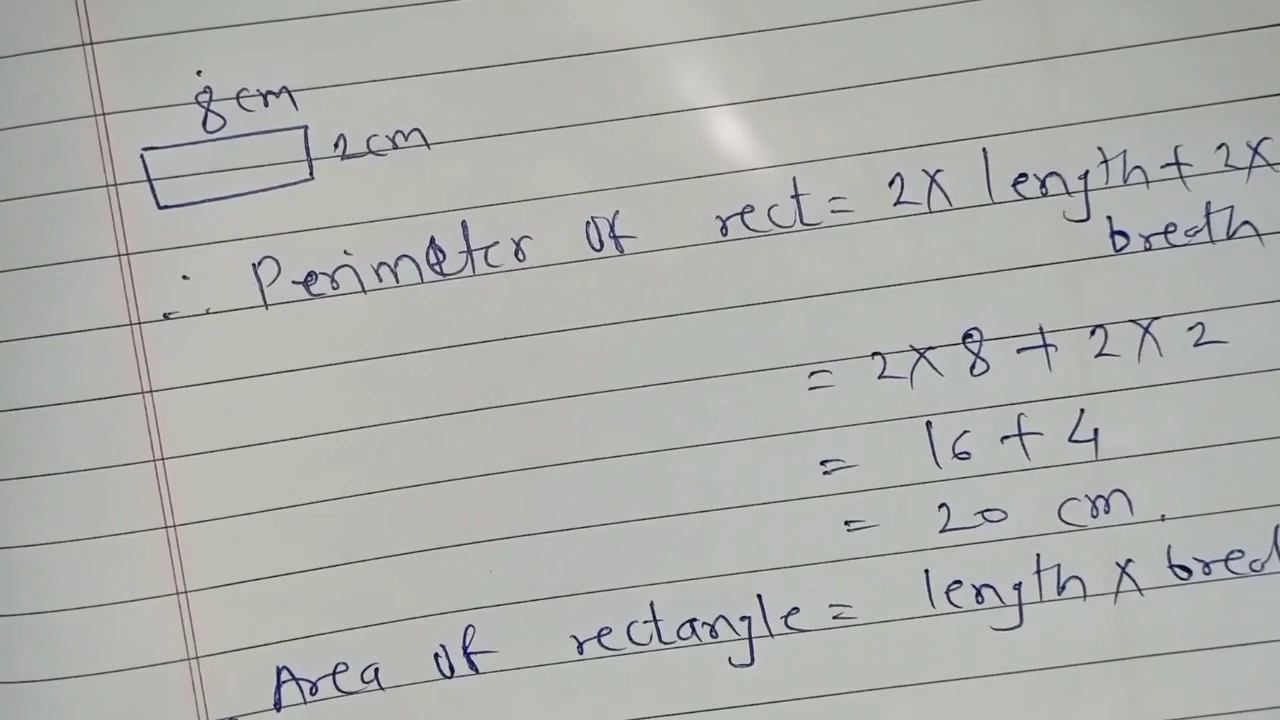 8cm
2cm
∴ Perimeter of rect = 2x length + 2x
breath
= 2x8 + 2x2
= 16 + 4
= 20 cm.
Area of rectangle = length x bred